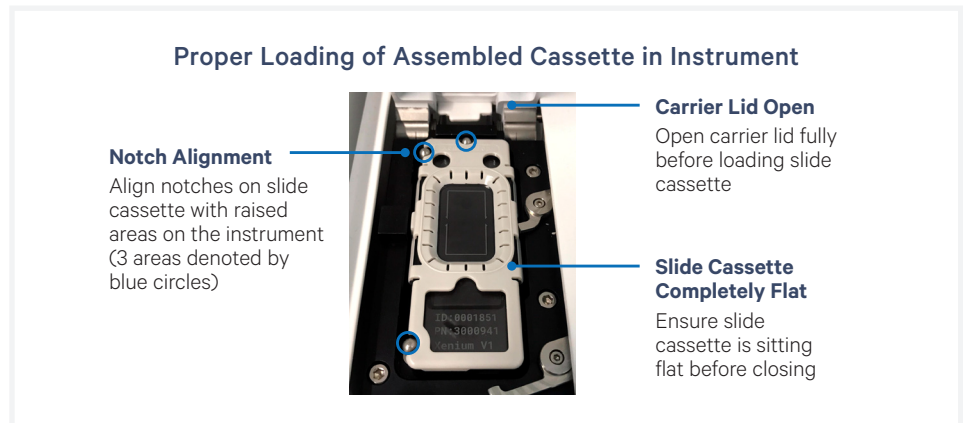 Proper Loading of Assembled Cassette in Instrument
Notch Alignment
Align notches on slide
cassette with raised
areas on the instrument
(3 areas denoted by
blue circles)
Carrier Lid Open
Open carrier lid fully
before loading slide
cassette
Slide Cassette
Completely Flat
Ensure slide
cassette is sitting
flat before closing
ID:0001851
PN:3000941
Xenium V1